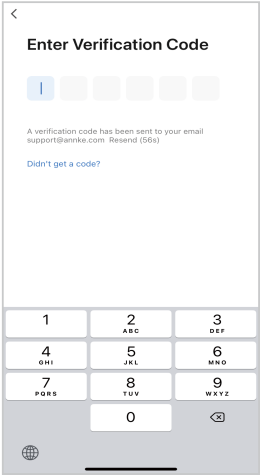 Enter Verification Code
A verification code has been sent to your email
support@annke.com Resend (56s)
Didn't get a code?
1
2
ABC
3
DEF
4
GHI
5
JKL
6
MNO
7
PQRS
8
TUV
9
WXYZ
0